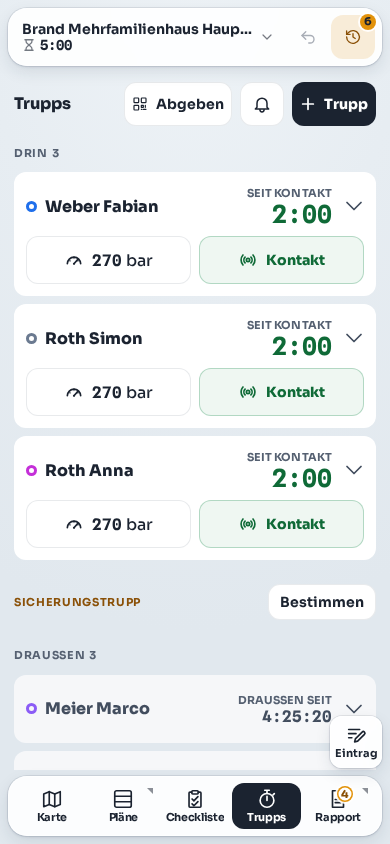 Brand Mehrfamilienhaus Haup...
5:00
6
Trupps
Abgeben
Trupp
DRIN 3
Weber Fabian
SEIT KONTAKT
2:00
270 bar
Kontakt
Roth Simon
SEIT KONTAKT
2:00
270 bar
Kontakt
Roth Anna
SEIT KONTAKT
2:00
270 bar
Kontakt
SICHERUNGSTRUPP
Bestimmen
DRAUSSEN 3
Meier Marco
DRAUSSEN SEIT
4:25:20
Eintrag
Karte
Pläne
Checkliste
Trupps
4
Rapport